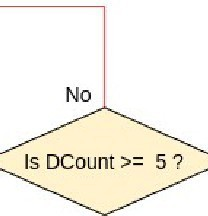 No
Is DCount >= 5 ?